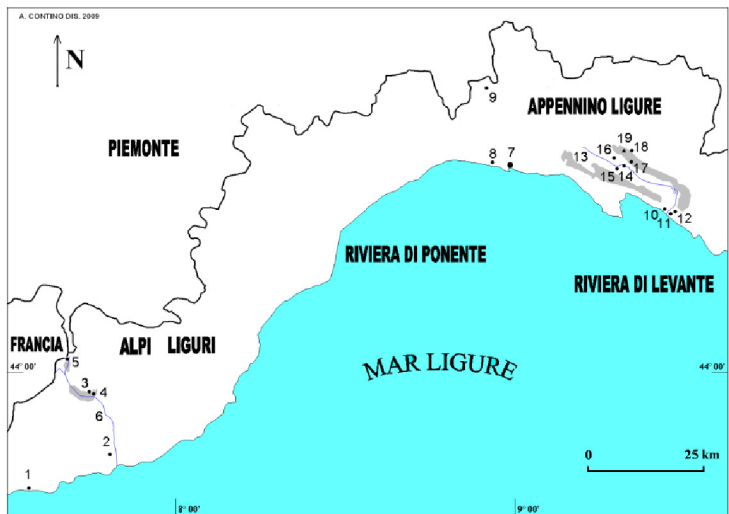 A. CONTINO DIS. 2009
N
9
APPENNINO LIGURE
PIEMONTE
19 18
16
8 7
13
17
15 14
10
11
12
RIVIERA DI PONENTE
RIVIERA DI LEVANTE
FRANCIA
ALPI LIGURI
5
MAR LIGURE
44° 00'
44° 00'
3
4
6
2
0
25 km
1
8° 00'
9° 00'